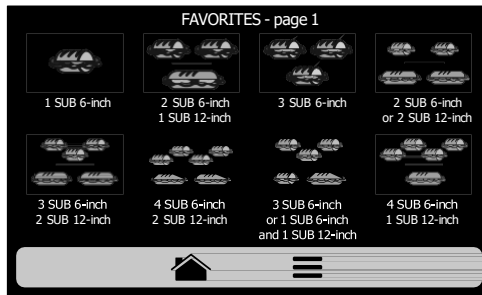 FAVORITES - page 1
1 SUB 6-inch
2 SUB 6-inch
1 SUB 12-inch
3 SUB 6-inch
2 SUB 6-inch
or 2 SUB 12-inch
3 SUB 6-inch
2 SUB 12-inch
4 SUB 6-inch
2 SUB 12-inch
3 SUB 6-inch
or 1 SUB 6-inch
and 1 SUB 12-inch
4 SUB 6-inch
1 SUB 12-inch